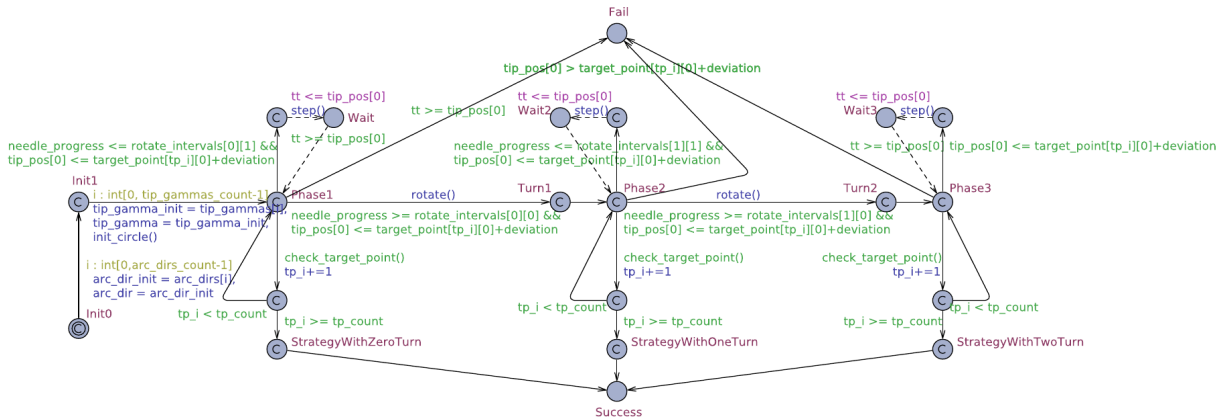 Fail
tip_pos[0] > target_point[tp_i][0]+deviation
tt <= tip_pos[0]
step()
Wait
tt >= tip_pos[0]
tt >= tip_pos[0]
needle_progress <= rotate_intervals[0][1] &&
tip_pos[0] <= target_point[tp_i][0]+deviation
tt <= tip_pos[0]
Wait2
step()
needle_progress <= rotate_intervals[1][1] &&
tip_pos[0] <= target_point[tp_i][0]+deviation
tt <= tip_pos[0]
Wait3
step()
tt >= tip_pos[0]
tip_pos[0] <= target_point[tp_i][0]+deviation
Init1
i : int[0, tip_gammas_count-1]
tip_gamma_init = tip_gammas[i],
tip_gamma = tip_gamma_init,
init_circle()
Phase1
rotate()
Turn1
Phase2
rotate()
Turn2
Phase3
needle_progress >= rotate_intervals[0][0] &&
tip_pos[0] <= target_point[tp_i][0]+deviation
needle_progress >= rotate_intervals[1][0] &&
tip_pos[0] <= target_point[tp_i][0]+deviation
i : int[0,arc_dirs_count-1]
arc_dir_init = arc_dirs[i],
arc_dir = arc_dir_init
Init0
check_target_point()
tp_i+=1
check_target_point()
tp_i+=1
check_target_point()
tp_i+=1
C
tp_i < tp_count
tp_i < tp_count
tp_i < tp_count
tp_i >= tp_count
tp_i >= tp_count
tp_i >= tp_count
StrategyWithZeroTurn
StrategyWithOneTurn
StrategyWithTwoTurn
Success